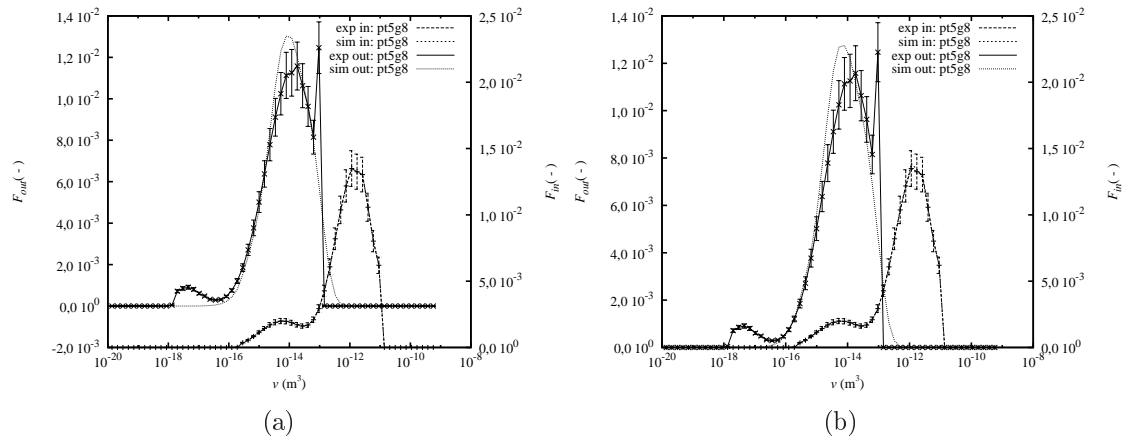 1,4 10-2
1,2 10-2
1,0 10-2
8,0 10-3
6,0 10-3
4,0 10-3
2,0 10-3
0,0 100
-2,0 10-3
Fout(-)
2,5 10-2
2,0 10-2
1,5 10-2
1,0 10-2
5,0 10-3
0,0 100
Fin(-)
exp in: pt5g8
sim in: pt5g8
exp out: pt5g8
sim out: pt5g8
10-20 10-18 10-16 10-14 10-12 10-10 10-8
v (m3)
(a)
1,4 10-2
1,2 10-2
1,0 10-2
8,0 10-3
6,0 10-3
4,0 10-3
2,0 10-3
0,0 100
Fout(-)
2,5 10-2
2,0 10-2
1,5 10-2
1,0 10-2
5,0 10-3
0,0 100
Fin(-)
exp in: pt5g8
sim in: pt5g8
exp out: pt5g8
sim out: pt5g8
10-20 10-18 10-16 10-14 10-12 10-10 10-8
v (m3)
(b)